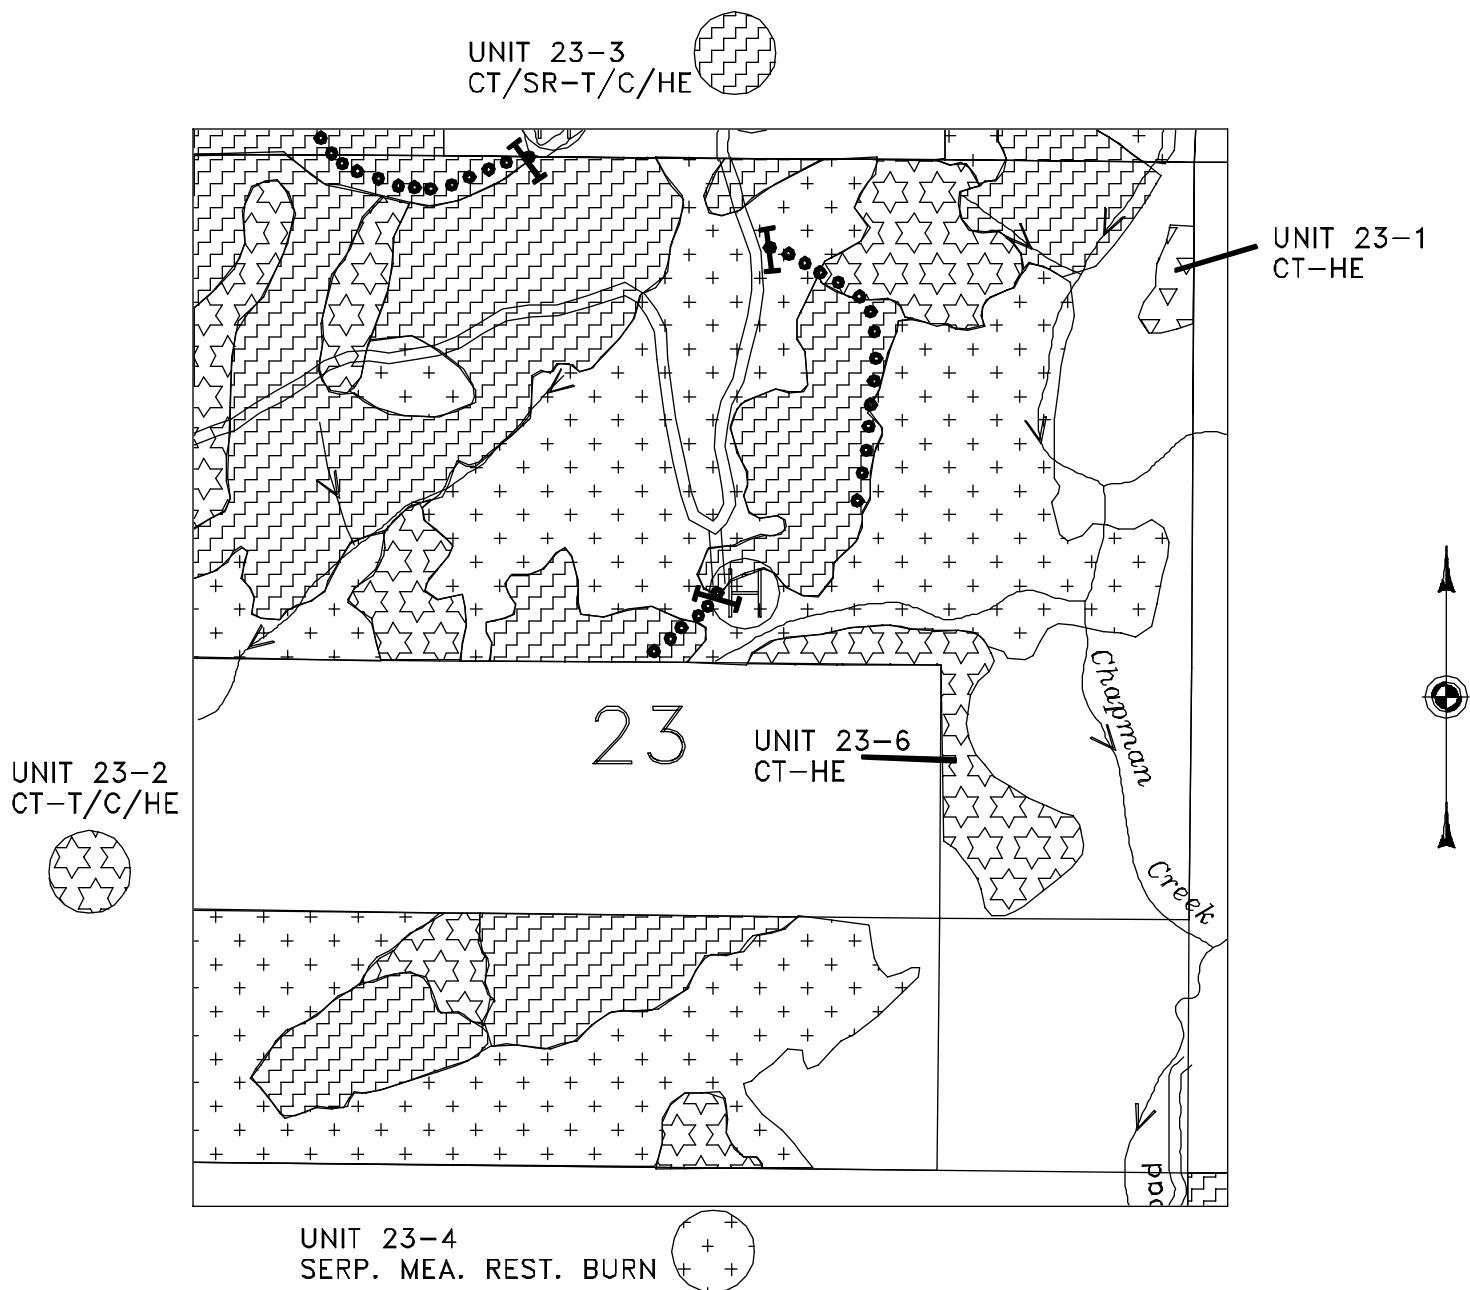 UNIT 23-3
CT/SR-T/C/HE
UNIT 23-1
CT-HE
23
UNIT 23-6
CT-HE
Chapman
Creek
UNIT 23-2
CT-T/C/HE
oad
UNIT 23-4
SERP. MEA. REST. BURN
H